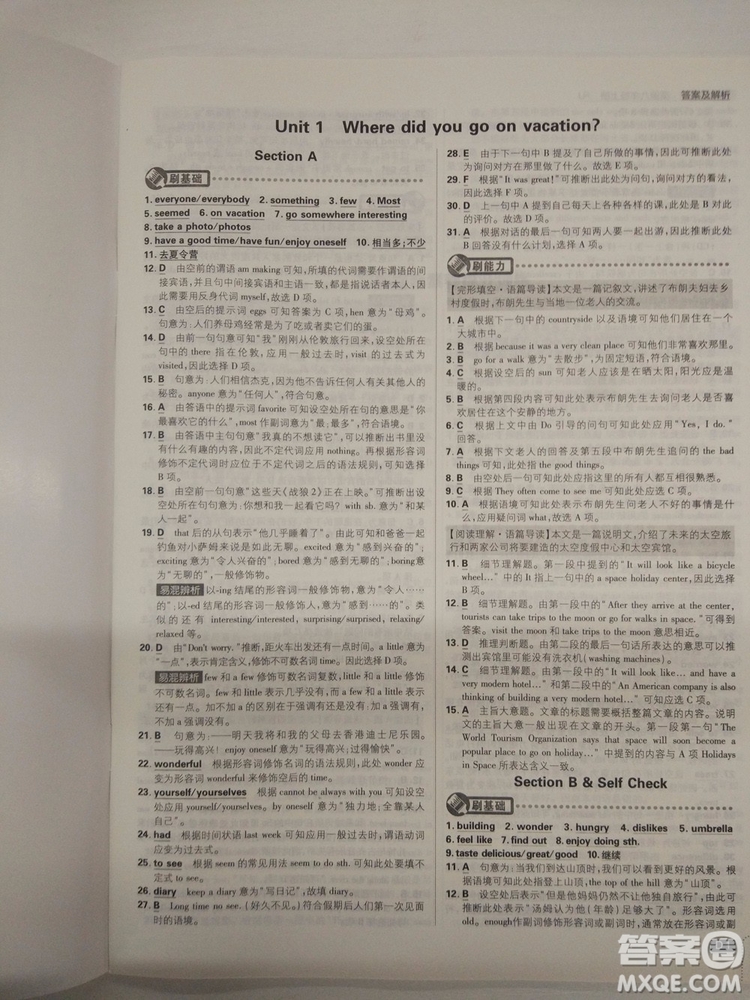 答案及解析
Unit 1 Where did you go on vacation?
Section A
刷基础
1. everyone/everybody 2. something 3. few 4. Most
5. seemed 6. on vacation 7. go somewhere interesting
8. take a photo/photos
9. have a good time/have fun/enjoy oneself 10. 相当多;不少
11. 去夏令营
12. D 由空前的谓语 am making 可知,所填的代词需要作动词的间
接宾语,并且句中间接宾语与主语一致,都是指说话者本人,因
此需要用反身代词 myself,故选 D 项。
13. C 由空后的提示词 eggs 可知答案为 C 项,hen 意为“母鸡”。
句意为:人们养母鸡经常是为了吃或者卖它们的蛋。
14. D 由第一句句意为“去年夏天,我的阿姨从伦敦旅行回来,设空处所在
句中的 there 指在伦敦,应用一般过去时,visit 的过去式为
visited,因此选择 D 项。
15. B 句意为:人们相信杰克,因为他不告诉任何人有关其他人的
秘密。anyone 意为“任何人”,符合句意。
16. A 由答语中的提示词 favorite 可知设空处所在句子的意思是“你
最喜欢它的什么”,most 作副词意为“最;最多”,符合语境。
17. B 由答语中主句句意“我真的不想读它”,可以推断出书里没
有什么有趣的内容,因此不定代词应用 nothing。再根据形容词
修饰不定代词时应位于不定代词之后的语法规则,可知选择
B 项。
18. B 由空前一句句意“这些天《战狼2》正在上映。”可推断出设
空处所在句意为“你想和我一起看它吗?”with sb. 意为“和某
人一起”。
19. D that 后的从句表示“他几乎睡着了”。由此可知和爸爸一起
钓鱼对小萨姆来说是无聊的。excited 意为“感到兴奋的”;
exciting 意为“令人兴奋的”;bored 意为“感到无聊的”;boring
意为“无聊的”,一般修饰物。
易混辨析 以-ing 结尾的形容词一般修饰物,意为“令人……
的”;以-ed 结尾的形容词一般修饰人,意为“感到……的”。类
似的还有 interesting/interested, surprising/surprised, relaxing/
relaxed 等。
20. D 由“Don't worry.”推断,距火车出发还有一点时间。a little 意为
“一点”,表示肯定含义,修饰不可数名词,因此选 D 项。
易混辨析 few 和 a few 修饰可数名词复数,little 和 a little 修
饰不可数名词。few 和 little 表示几乎没有,而 a few 和 a little
表示还有一点。加不加 a 的区别在于强调还有或没有,加 a 强
调有,不加 a 强调没有。
21. B 句意为:——明天我将和我的父母去香港迪士尼乐园。
——玩得高兴!enjoy oneself 意为“玩得高兴;过得愉快”。
22. wonderful 根据形容词修饰名词的语法规则,此处 wonder 应
变为形容词 wonderful 来修饰后面的 time。
23. yourself/yourselves 根据 cannot be always with you 可知设空
处应用 yourself/yourselves。by oneself 意为“独力地;全靠某人
自己”。
24. had 根据时间状语 last week 可知应用一般过去时,谓语动词
应变为过去式。
25. to see 根据 seem 的常见用法 seem to do sth. 可知此处要填不
定式 to see。
26. diary keep a diary 意为“写日记”,故填 diary。
27. B Long time no see. (好久不见。)符合假期后人们第一次见面
时的语境。
28. E 由于下一句中 B 提及了自己所做的事情,因此可推断此处
为询问对方在那里做了什么。故选 E 项。
29. F 根据“It was great!”可推断出此处为问句,询问对方的看法,
因此选择 F 项。
30. D 上一句中 A 提到自己每天上各种各样的课,由此可知此处为对此
的评价。故选 D 项。
31. A 根据对话的最后一句可知两人下周末可以一起出去,因此此处
B 回答没有什么计划,选择 A 项。
刷能力
【完形填空·语篇导读】本文是一篇记叙文,讲述了布朗夫妇去乡
村度假时,布朗先生与当地一位老人的交流。
1. A 根据下一句中的 countryside 以及语境可知他们居住在一个
大城市中。
2. B 根据 because it was a very clean place 可知他们非常喜欢那里。
3. B go for a walk 意为“去散步”,为固定搭配。
4. C 根据设空后的 sun 可知老人应该是在晒太阳,阳光应是温
暖的。
5. B 根据第四段内容可知此处表示布朗先生询问老人是否喜
欢居住在这个安静的地方。
6. C 根据上文中由 Do 引导的问句可知此处应用“Yes, I do.”
回答。
7. A 根据下文老人的回答及第五段中布朗先生追问的 the bad
things 可知,此处应用 good things。
8. B 由空后的一句可知此处应指这里的人们都互相很熟悉。
9. C 根据 They often come to see me 可知此处应用 visit。
10. A 根据语境可知此处表示布朗先生问老人不好的事情是什
么,应用疑问词 what,故选 A 项。
【阅读理解·语篇导读】本文是一篇说明文,介绍了未来的太空旅
行和两家公司将要建造的太空度假中心和太空宾馆。
11. B 细节理解题。由第一段中提到的“It will look like a bicycle
wheel…”中的 It 指上一句中的 a space holiday center,因此选
择 B 项。
12. B 细节理解题。由第一段中的“After they arrive at the center,
tourists can take trips to the moon or go for walks in space.”可得
出答案。visit the moon 和 take trips to the moon 意思相近。
13. D 推理判断题。由第二段的最后一句话所表达的意思可以推
测出宾馆里可能没有洗衣机(washing machines)。
14. C 细节理解题。由第一段中的“It will look like… and a
very modern hotel…”和第二段中的“An American company is also
thinking of building a very modern hotel…”可知选择 C 项。
15. A 主旨大意题。文章的标题需要概括整篇文章的内容。说
明文的主旨大意一般出现在文章的开头。第一段第一句“The
World Tourism Organization says that space will soon become a
popular place to go on holiday…”中提到的内容与 A 项 Holidays
in Space 所表达含义一致。
Section B & Self Check
刷基础
1. building 2. wonder 3. hungry 4. dislikes 5. umbrella
6. feel like 7. find out 8. enjoy doing sth.
9. taste delicious/great/good 10. 继续
11. A 句意为:当我们到达山顶时,我们能看到更好的风景。根
据语境可知此处指登上山顶,the top of the hill 意为“山顶”。
12. B 设空处后表示“但是他妈妈仍然不让他自己去上学”,由此
可推断此处表示“汤姆认为他(年龄)足够大了”。形容词选用
old。enough 作副词修饰形容词时应位于形容词后
答案圈
MXQE.COM